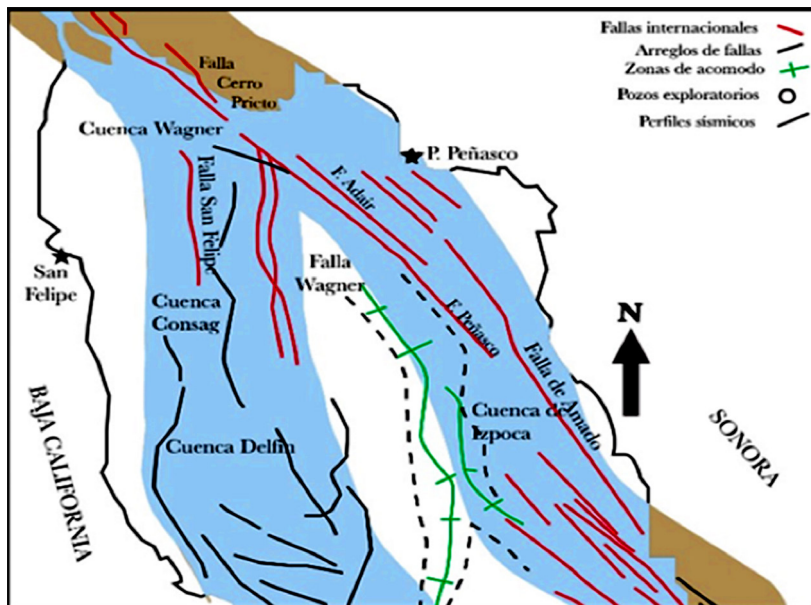 Fallas internacionales
Arreglos de fallas
Zonas de acomodo
Pozos exploratorios
Perfiles sísmicos
Falla
Cerro
Prieto
Cuenca Wagner
P. Peñasco
Falla San Felipe
F. Adair
San
Felipe
Falla
Wagner
Cuenca
Consag
F. Peñasco
Falla de Amado
N
Cuenca de
Izpoca
Cuenca Delfin
BAJA CALIFORNIA
SONORA